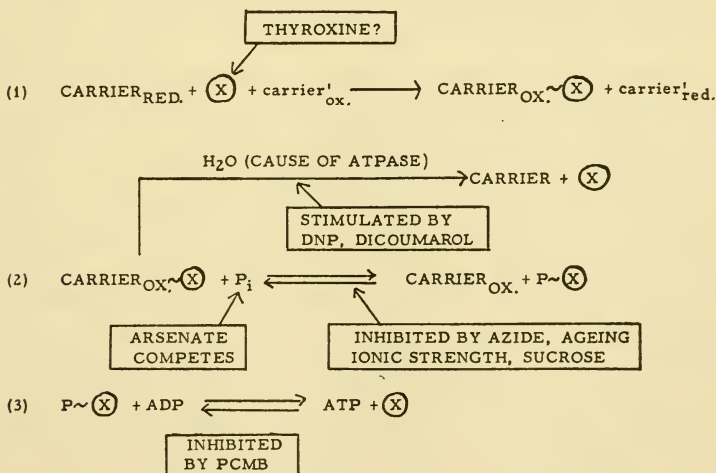 THYROXINE?
(1) CARRIER RED. + X + carrier' ox. → CARRIER OX. ~ X + carrier' red.
H2O (CAUSE OF ATPASE)
CARRIER + X
STIMULATED BY
DNP, DICOUMAROL
(2) CARRIER OX. ~ X + Pi ⇌ CARRIER OX. + P~X
ARSENATE
COMPETES
INHIBITED BY AZIDE, AGEING
IONIC STRENGTH, SUCROSE
(3) P~X + ADP ⇌ ATP + X
INHIBITED
BY PCMB